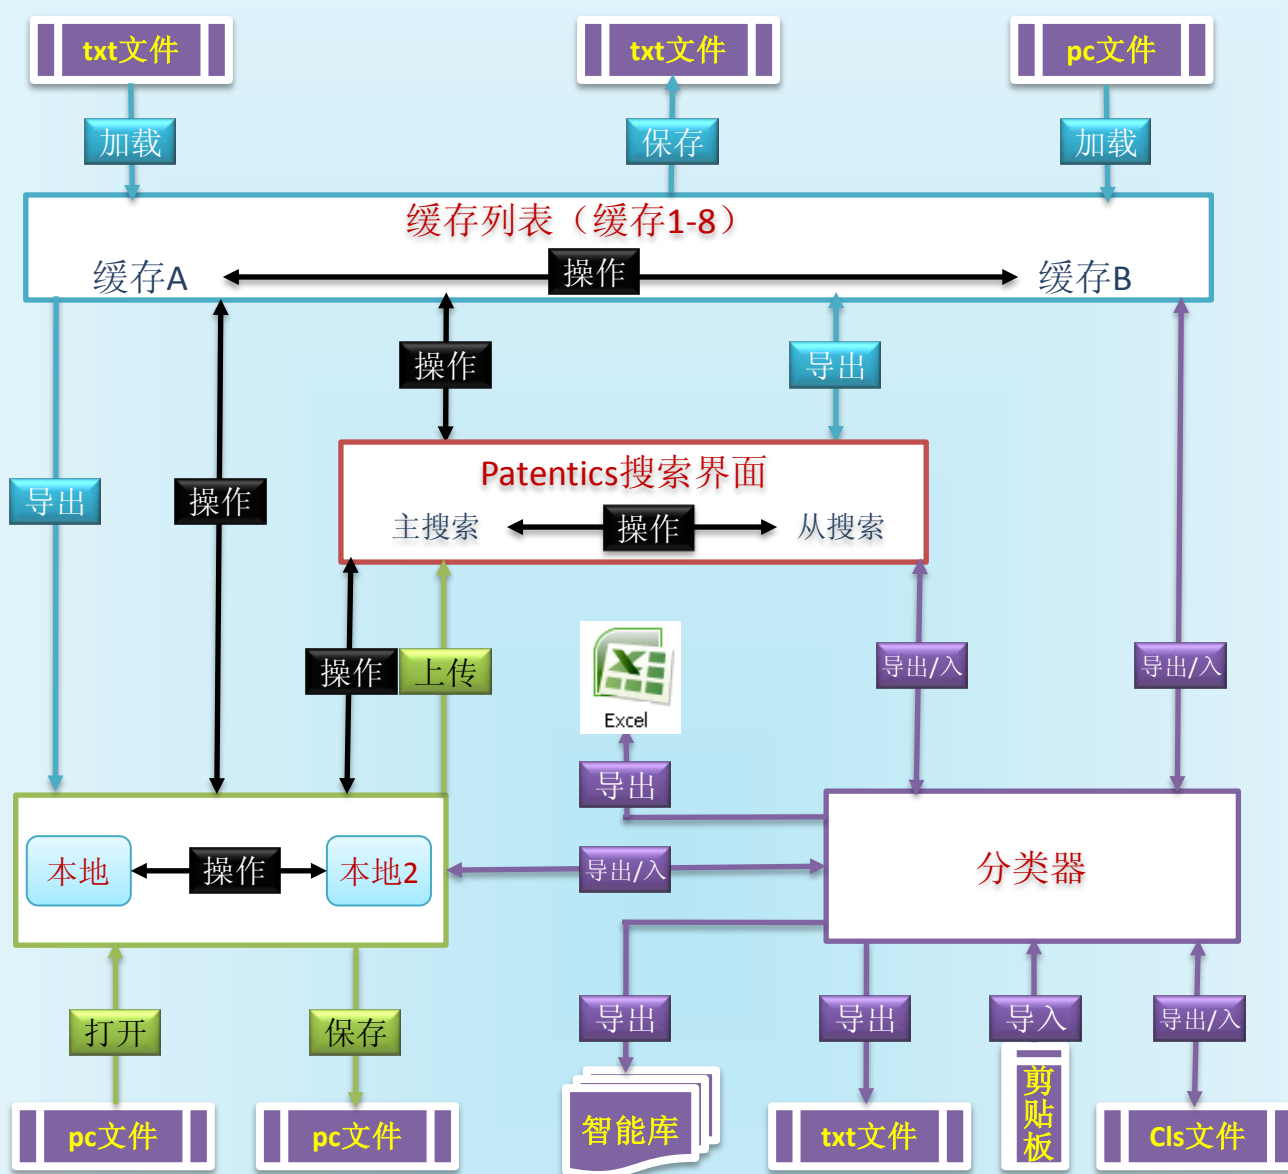 txt文件
txt文件
pc文件
加载
保存
加载
缓存列表（缓存1-8）
缓存A
操作
缓存B
操作
导出
导出
操作
Patentics搜索界面
主搜索
操作
从搜索
操作
上传
导出/入
导出/入
Excel
导出
本地
操作
本地2
导出/入
分类器
打开
保存
导出
导出
导入
导出/入
pc文件
pc文件
智能库
txt文件
剪贴板
Cls文件